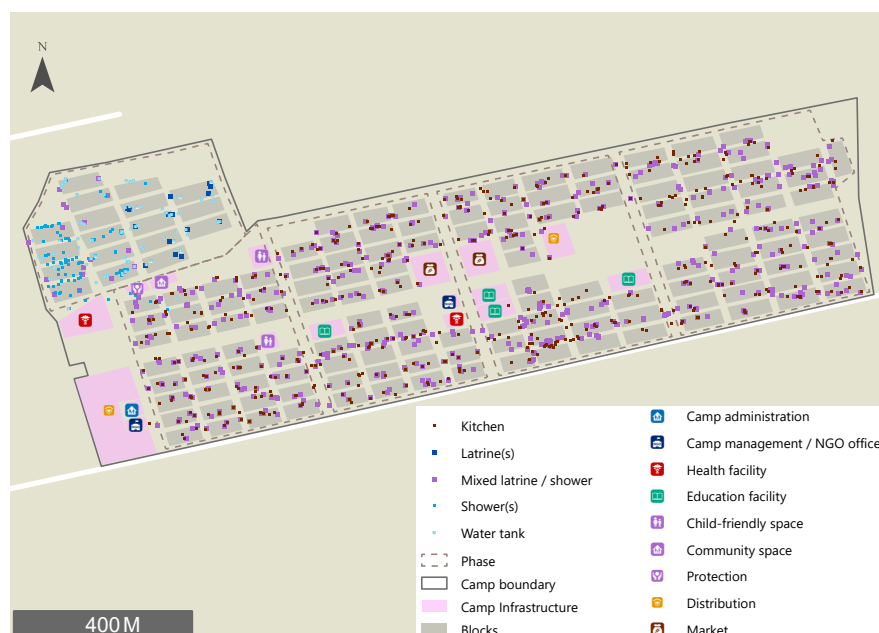 N
Kitchen
Latrine(s)
Mixed latrine / shower
Shower(s)
Water tank
Phase
Camp boundary
Camp Infrastructure
Blocks
Camp administration
Camp management / NGO office
Health facility
Education facility
Child-friendly space
Community space
Protection
Distribution
Market
400 M